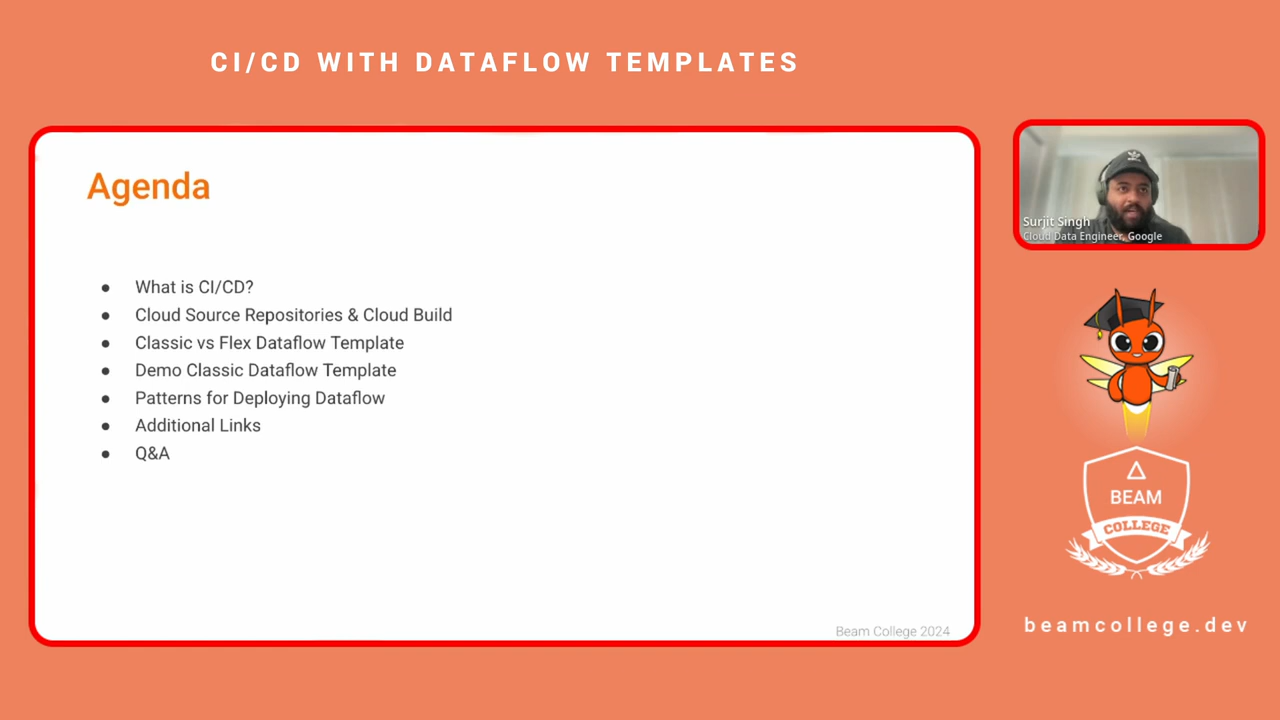 CI/CD WITH DATAFLOW TEMPLATES
Agenda
● What is CI/CD?
● Cloud Source Repositories & Cloud Build
● Classic vs Flex Dataflow Template
● Demo Classic Dataflow Template
● Patterns for Deploying Dataflow
● Additional Links
● Q&A
Beam College 2024
Surjit Singh
Cloud Data Engineer, Google
BEAM
COLLEGE
beamcollege.dev